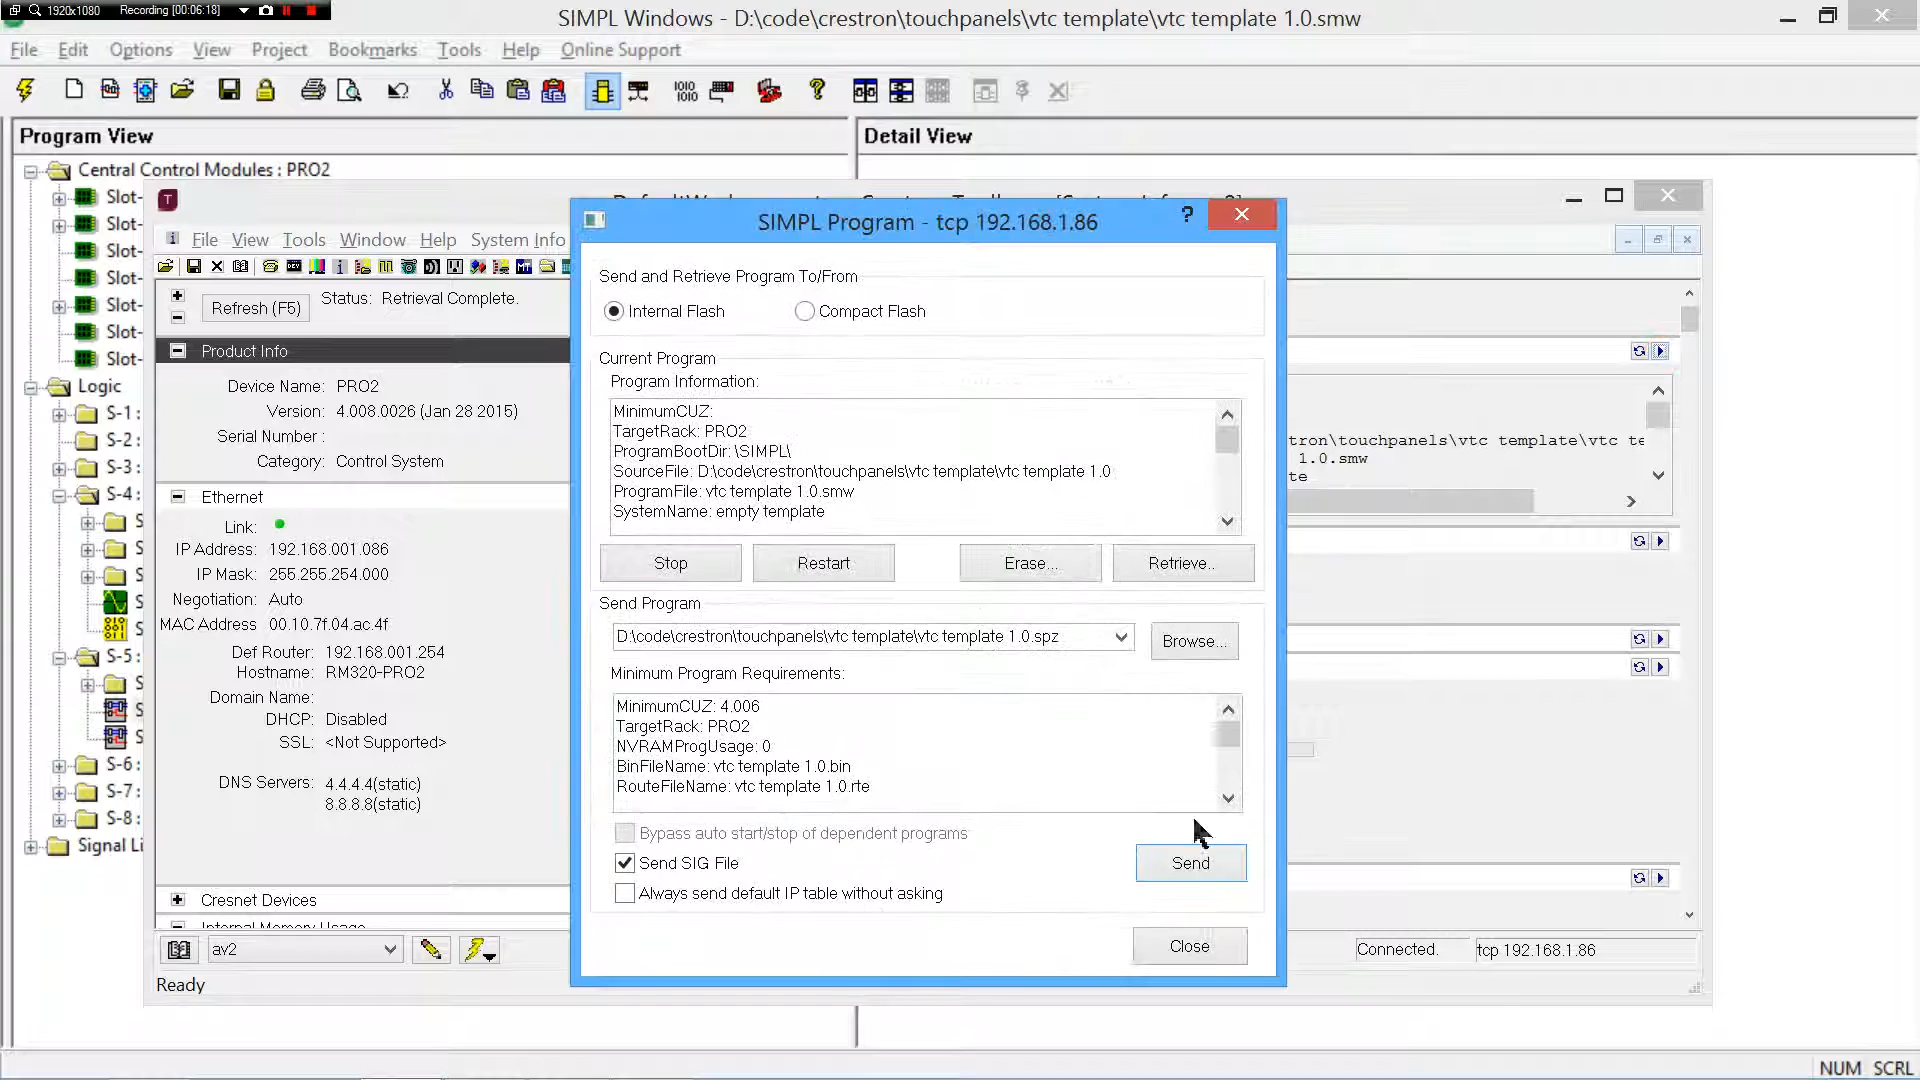 1920x1080
Recording [00:06:18]
SIMPL Windows - D:\code\crestron\touchpanels\vtc template\vtc template 1.0.smw
File Edit Options View Project Bookmarks Tools Help Online Support
Program View
Detail View
Central Control Modules : PRO2
Slot-
Slot-
Slot-
Slot-
Slot-
Slot-
Slot-
Logic
S-1 :
S-2 :
S-3 :
S-4 :
S
S
S
S
S
S-5 :
S
S
S
S-6 :
S-7 :
S-8 :
Signal Li
T
File View Tools Window Help System Info
Refresh (F5)
Status: Retrieval Complete.
Product Info
Device Name: PRO2
Version: 4.008.0026 (Jan 28 2015)
Serial Number :
Category: Control System
Ethernet
Link:
IP Address: 192.168.001.086
IP Mask: 255.255.254.000
Negotiation: Auto
MAC Address 00.10.7f.04.ac.4f
Def Router: 192.168.001.254
Hostname: RM320-PRO2
Domain Name:
DHCP: Disabled
SSL: <Not Supported>
DNS Servers: 4.4.4.4(static)
8.8.8.8(static)
Cresnet Devices
Internal Memory Usage
av2
Ready
SIMPL Program - tcp 192.168.1.86
Send and Retrieve Program To/From
Internal Flash
Compact Flash
Current Program
Program Information:
MinimumCUZ:
TargetRack: PRO2
ProgramBootDir: \SIMPL\
SourceFile: D:\code\crestron\touchpanels\vtc template\vtc template 1.0
ProgramFile: vtc template 1.0.smw
SystemName: empty template
Stop
Restart
Erase...
Retrieve..
Send Program
D:\code\crestron\touchpanels\vtc template\vtc template 1.0.spz
Browse...
Minimum Program Requirements:
MinimumCUZ: 4.006
TargetRack: PRO2
NVRAMProgUsage: 0
BinFileName: vtc template 1.0.bin
RouteFileName: vtc template 1.0.rte
Bypass auto start/stop of dependent programs
Send SIG File
Send
Always send default IP table without asking
Close
tron\touchpanels\vtc template\vtc te
1.0.smw
te
Connected.
tcp 192.168.1.86
NUM SCRL